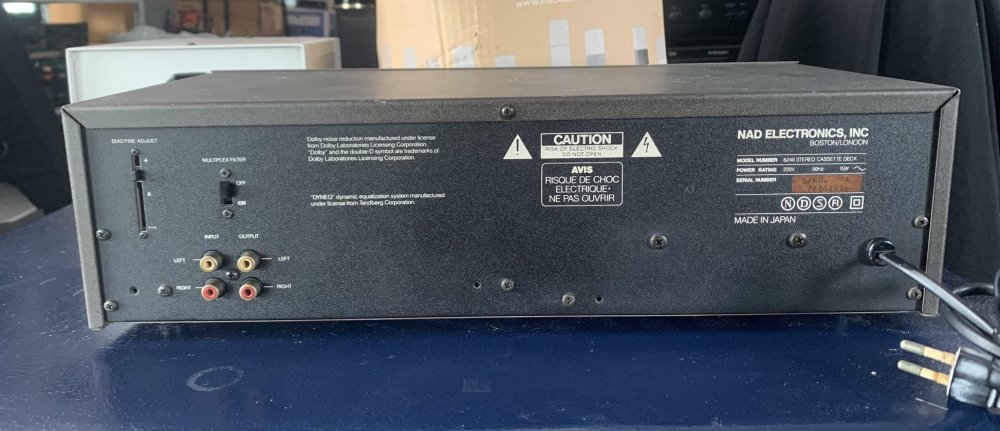 BIAS FINE ADJUST
+
0
−
MULTIPLEX FILTER
OFF
ON
INPUT OUTPUT
LEFT LEFT
RIGHT RIGHT
Dolby noise reduction manufactured under license
from Dolby Laboratories Licensing Corporation.
"Dolby" and the double-D symbol are trademarks of
Dolby Laboratories Licensing Corporation.
"DYNEQ" dynamic equalization system manufactured
under license from Tandberg Corporation.
CAUTION
RISK OF ELECTRIC SHOCK
DO NOT OPEN
AVIS
RISQUE DE CHOC
ELECTRIQUE-
NE PAS OUVRIR
NAD ELECTRONICS, INC
BOSTON/LONDON
MODEL NUMBER 6240 STEREO CASSETTE DECK
POWER RATING 220V 50Hz 15W
SERIAL NUMBER
N D S FI
MADE IN JAPAN